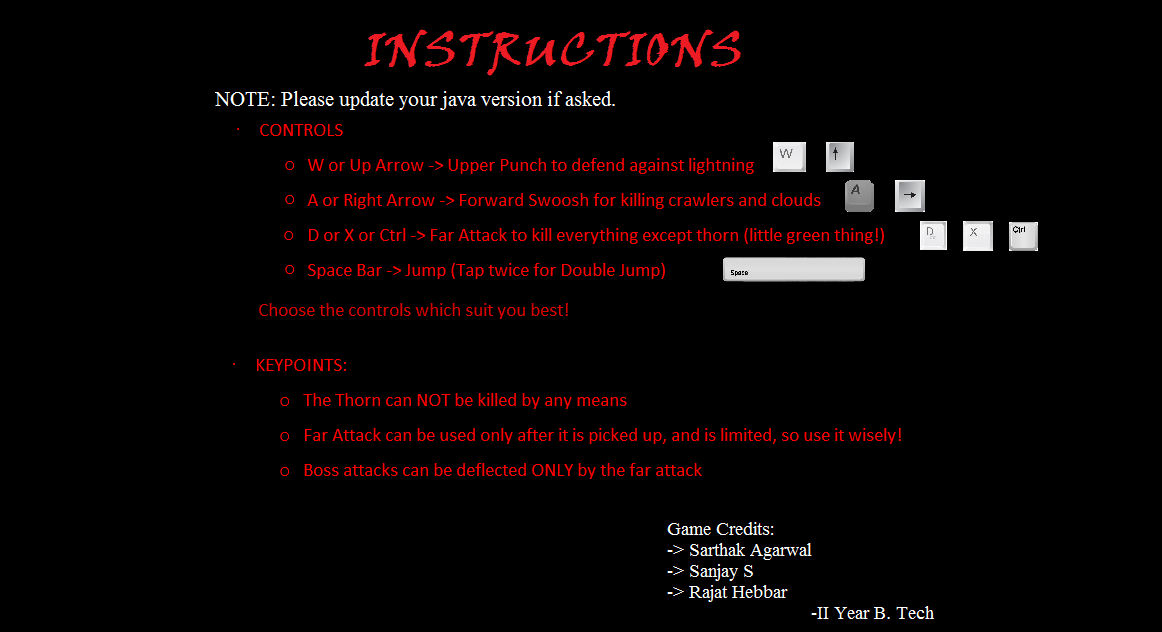 INSTRUCTIONS
NOTE: Please update your java version if asked.
· CONTROLS
o W or Up Arrow -> Upper Punch to defend against lightning W ↑
o A or Right Arrow -> Forward Swoosh for killing crawlers and clouds A →
o D or X or Ctrl -> Far Attack to kill everything except thorn (little green thing!) D X Ctrl
o Space Bar -> Jump (Tap twice for Double Jump) Space
Choose the controls which suit you best!
· KEYPOINTS:
o The Thorn can NOT be killed by any means
o Far Attack can be used only after it is picked up, and is limited, so use it wisely!
o Boss attacks can be deflected ONLY by the far attack
Game Credits:
-> Sarthak Agarwal
-> Sanjay S
-> Rajat Hebbar
-II Year B. Tech